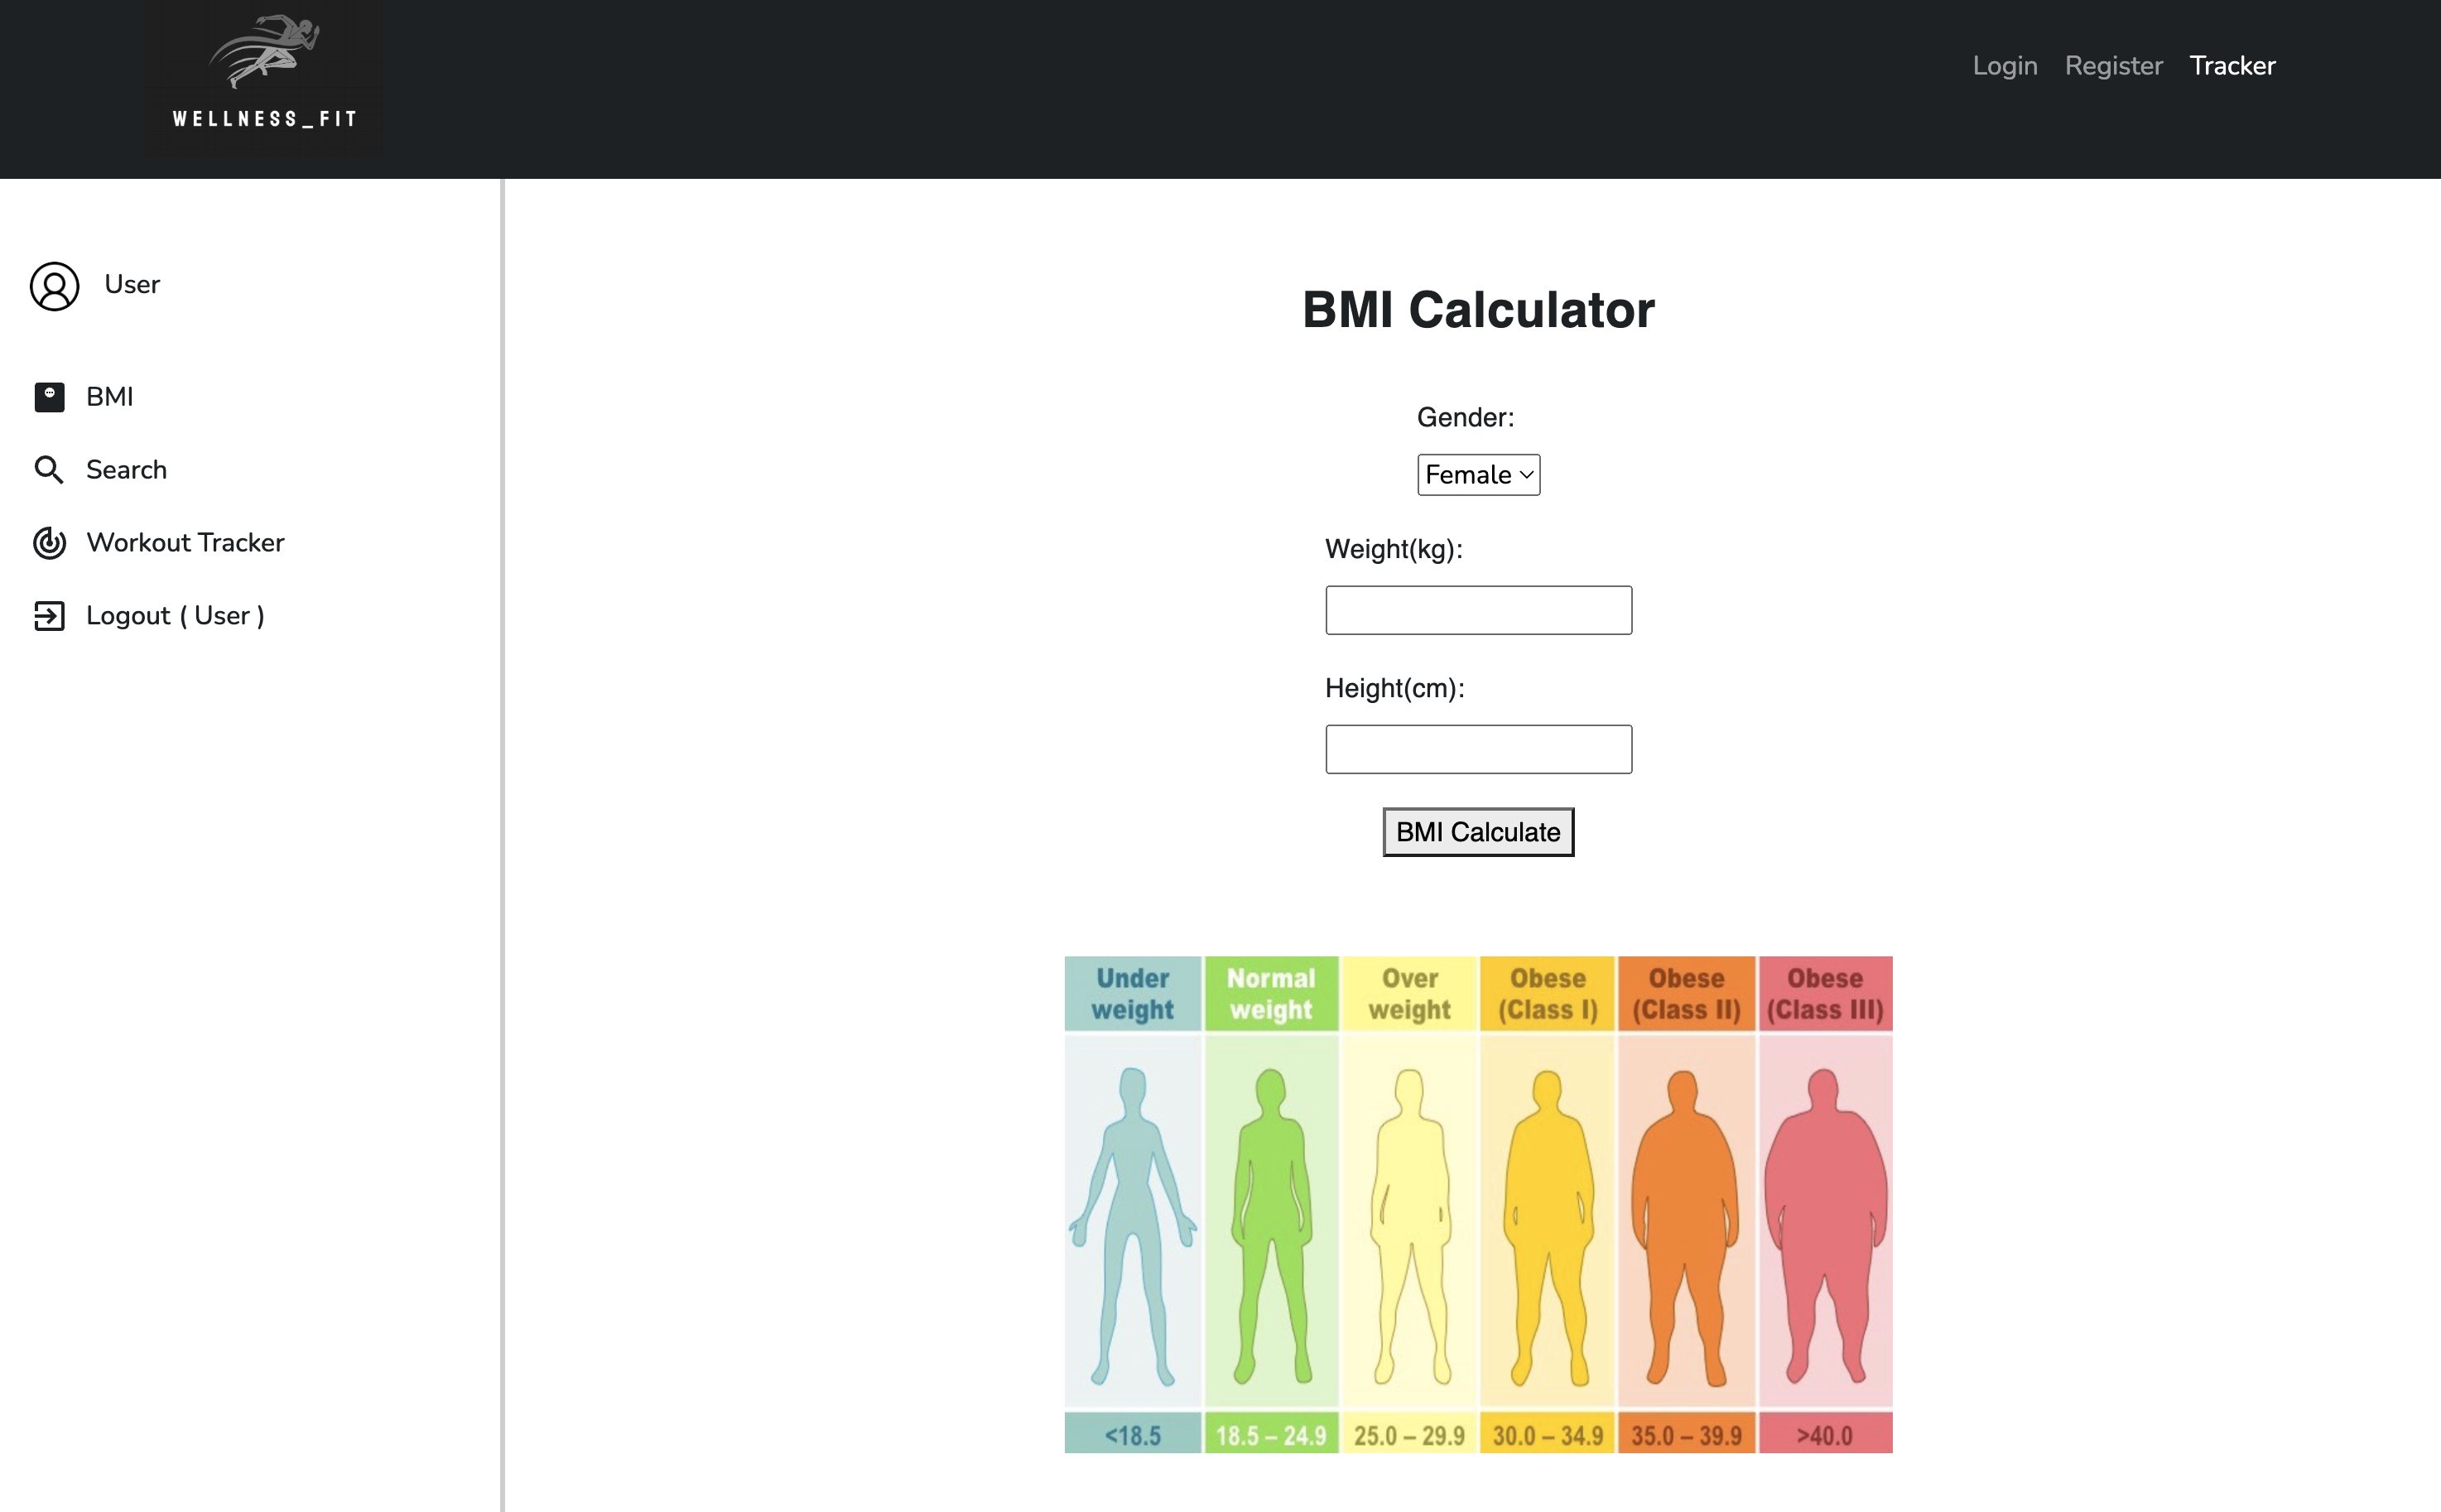 WELLNESS_FIT
Login Register Tracker
User
BMI
Search
Workout Tracker
Logout ( User )
BMI Calculator
Gender:
Female
Weight(kg):
Height(cm):
BMI Calculate
Under weight
Normal weight
Over weight
Obese (Class I)
Obese (Class II)
Obese (Class III)
<18.5
18.5 – 24.9
25.0 – 29.9
30.0 – 34.9
35.0 – 39.9
>40.0